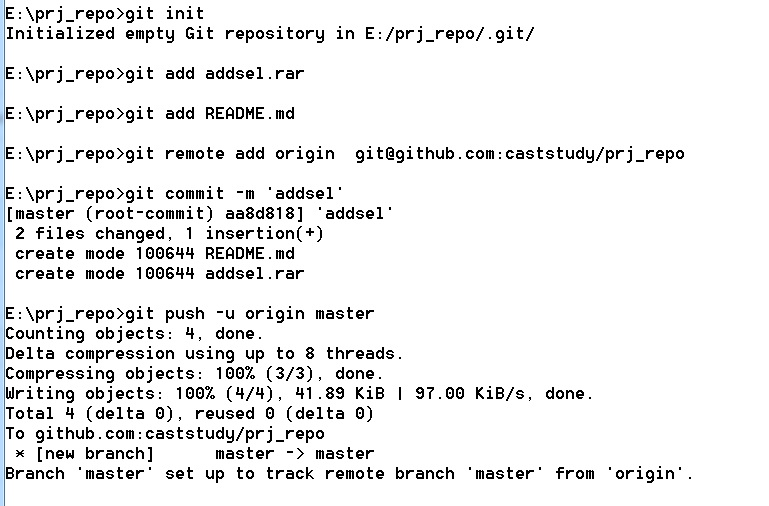 E:\prj_repo>git init
Initialized empty Git repository in E:/prj_repo/.git/
E:\prj_repo>git add addsel.rar
E:\prj_repo>git add README.md
E:\prj_repo>git remote add origin  git@github.com:caststudy/prj_repo
E:\prj_repo>git commit -m 'addsel'
[master (root-commit) aa8d818] 'addsel'
 2 files changed, 1 insertion(+)
 create mode 100644 README.md
 create mode 100644 addsel.rar
E:\prj_repo>git push -u origin master
Counting objects: 4, done.
Delta compression using up to 8 threads.
Compressing objects: 100% (3/3), done.
Writing objects: 100% (4/4), 41.89 KiB | 97.00 KiB/s, done.
Total 4 (delta 0), reused 0 (delta 0)
To github.com:caststudy/prj_repo
 * [new branch]      master -> master
Branch 'master' set up to track remote branch 'master' from 'origin'.